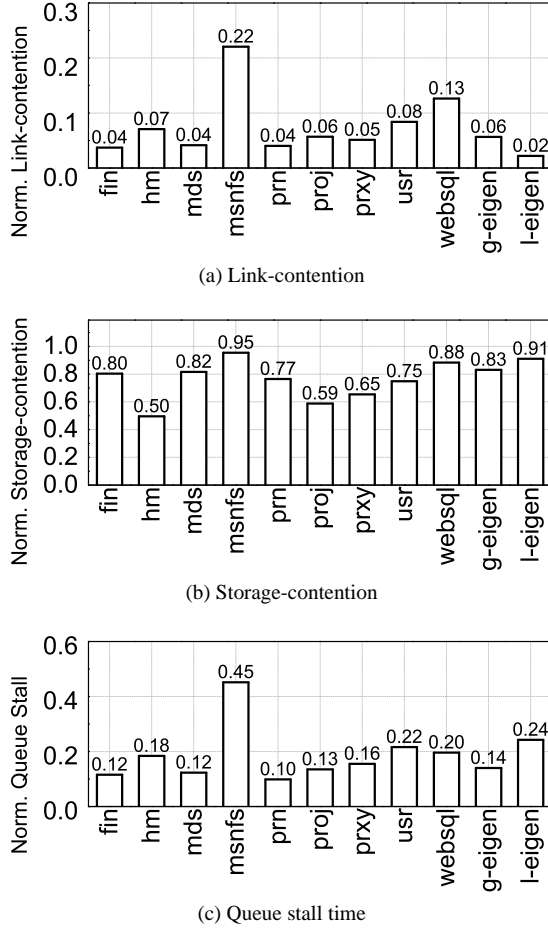 Norm. Link-contention
0.3
0.2
0.1
0.0
0.04 0.07 0.04 0.22 0.04 0.06 0.05 0.08 0.13 0.06 0.02
fin hm mds msnfs prn proj prxy usr websql g-eigen l-eigen
(a) Link-contention
Norm. Storage-contention
1.0
0.8
0.6
0.4
0.2
0.0
0.80 0.50 0.82 0.95 0.77 0.59 0.65 0.75 0.88 0.83 0.91
fin hm mds msnfs prn proj prxy usr websql g-eigen l-eigen
(b) Storage-contention
Norm. Queue Stall
0.6
0.4
0.2
0.0
0.12 0.18 0.12 0.45 0.10 0.13 0.16 0.22 0.20 0.14 0.24
fin hm mds msnfs prn proj prxy usr websql g-eigen l-eigen
(c) Queue stall time